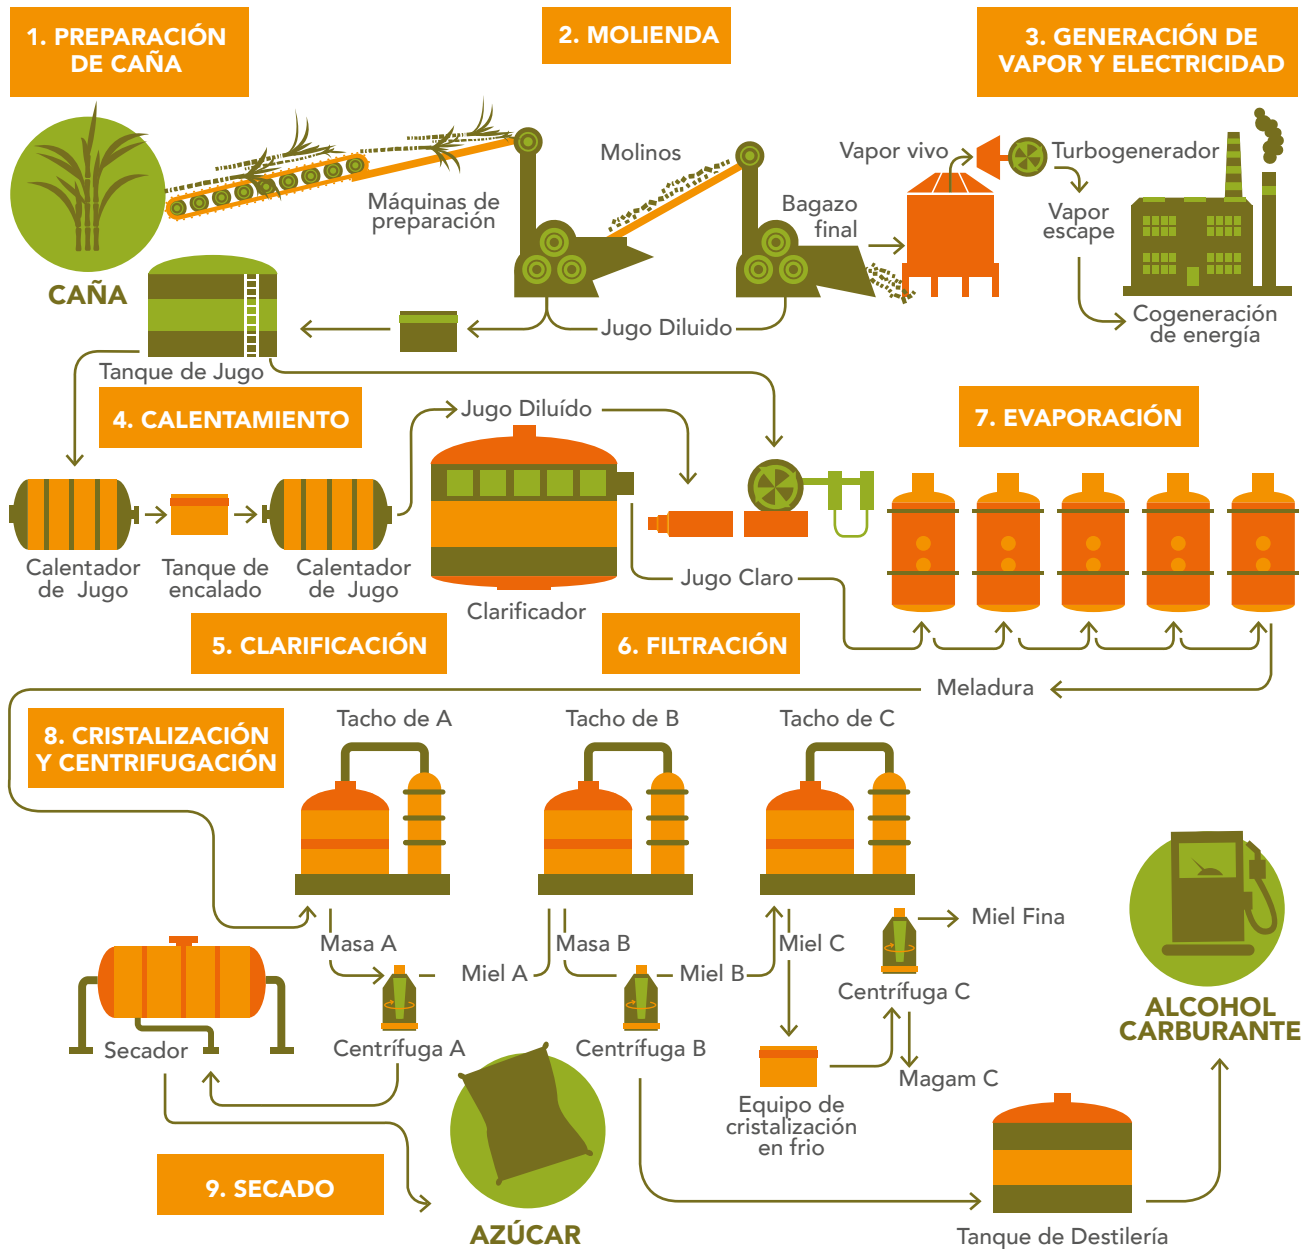 1. PREPARACIÓN
DE CAÑA
2. MOLIENDA
3. GENERACIÓN DE
VAPOR Y ELECTRICIDAD
Molinos
Vapor vivo
Turbogenerador
Máquinas de
preparación
Bagazo
final
Vapor
escape
CAÑA
Jugo Diluido
Cogeneración
de energía
Tanque de Jugo
4. CALENTAMIENTO
Jugo Diluído
7. EVAPORACIÓN
Calentador
de Jugo
Tanque de
encalado
Calentador
de Jugo
Clarificador
Jugo Claro
5. CLARIFICACIÓN
6. FILTRACIÓN
Meladura
8. CRISTALIZACIÓN
Y CENTRIFUGACIÓN
Tacho de A
Tacho de B
Tacho de C
Masa A
Miel A
Masa B
Miel B
Miel C
Miel Fina
Centrífuga C
Secador
Centrífuga A
Centrífuga B
Magam C
ALCOHOL
CARBURANTE
Equipo de
cristalización
en frio
9. SECADO
AZÚCAR
Tanque de Destilería